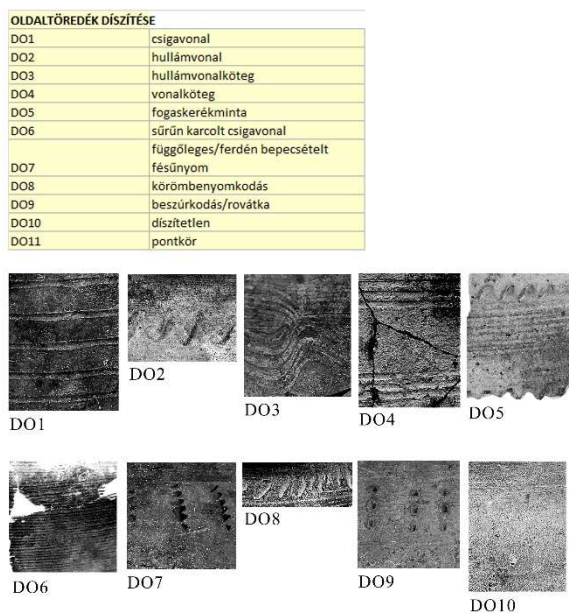 OLDALTÖREDÉK DÍSZÍTÉSE
DO1 csigavonal
DO2 hullámvonal
DO3 hullámvonalköteg
DO4 vonalköteg
DO5 fogaskerékminta
DO6 sűrűn karcolt csigavonal
függőleges/ferdén bepecsételt
DO7 fésűnyom
DO8 körömbenyomkodás
DO9 beszúrkodás/rovátka
DO10 díszítetlen
DO11 pontkör
DO1 DO2 DO3 DO4 DO5
DO6 DO7 DO8 DO9 DO10